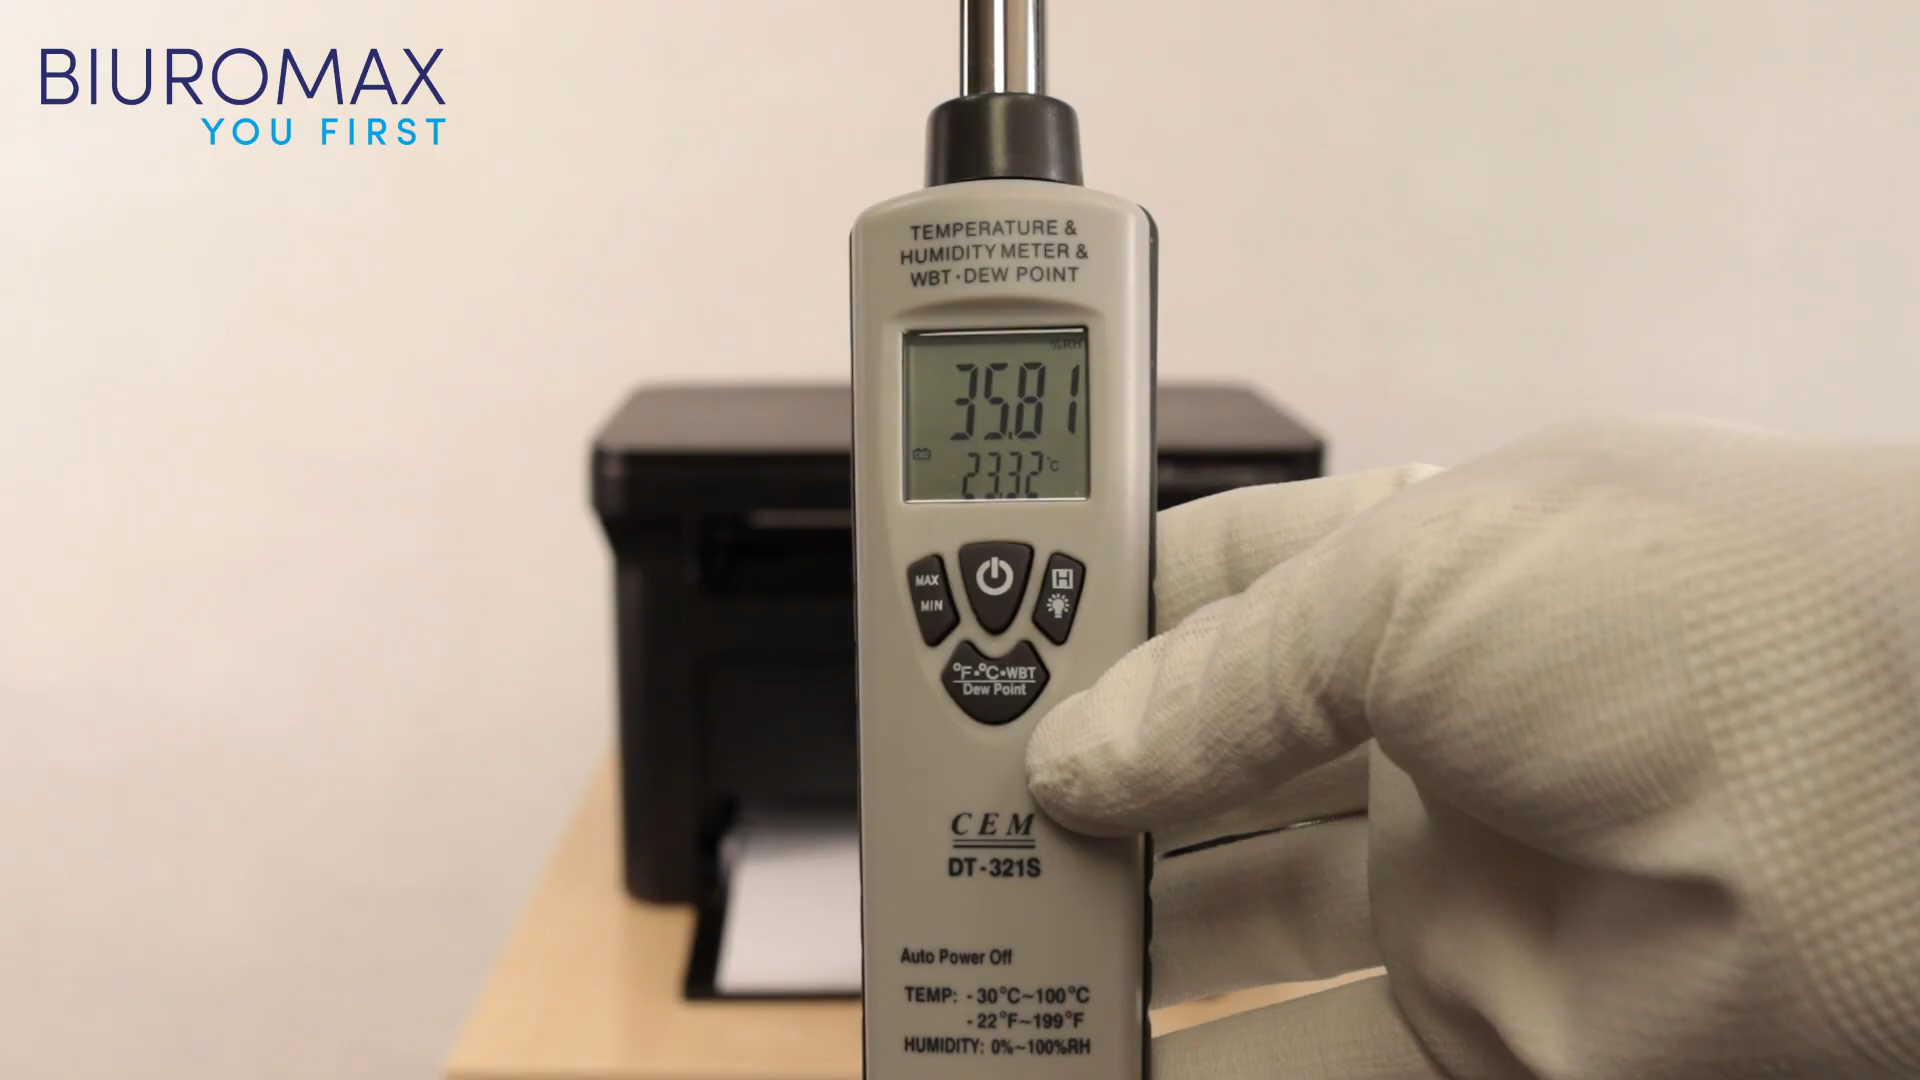 BIUROMAX
YOU FIRST
TEMPERATURE &
HUMIDITY METER &
WBT·DEW POINT
%RH
35.81
23.32 °C
MAX
MIN
H
°F·°C·WBT
Dew Point
CEM
DT-321S
Auto Power Off
TEMP: -30°C~100°C
-22°F~199°F
HUMIDITY: 0%~100%RH